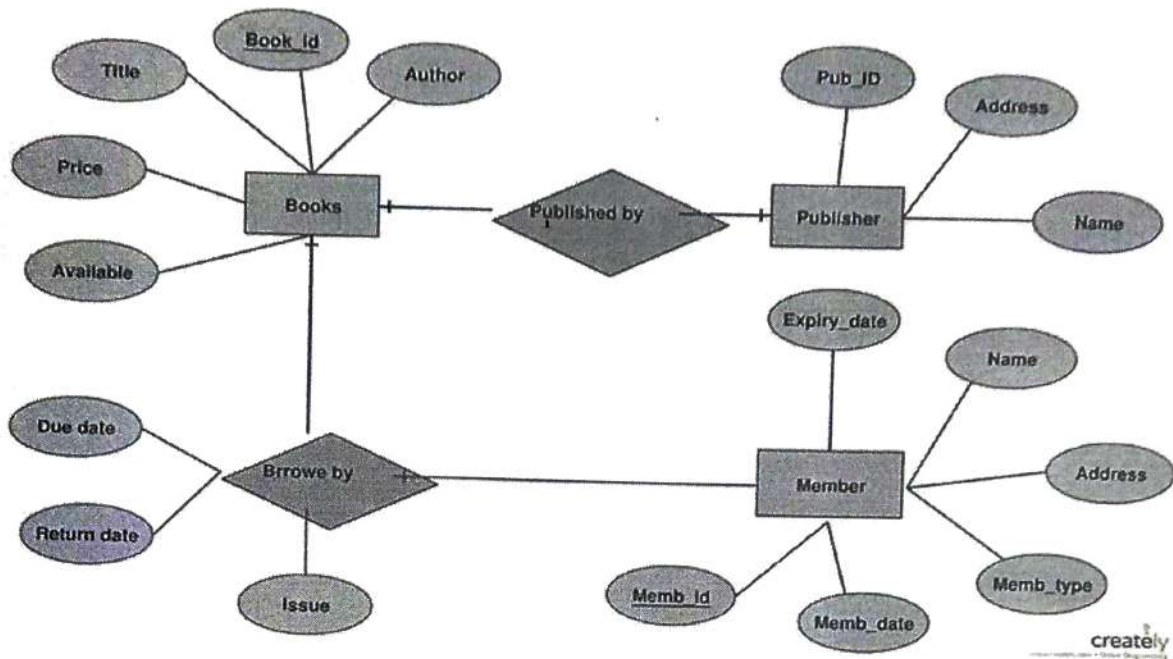 Book_id
Title
Author
Price
Books
Available
Published by
Pub_ID
Address
Publisher
Name
Expiry_date
Name
Due date
Brrowe by
Member
Address
Return date
Issue
Memb_id
Memb_date
Memb_type
creately